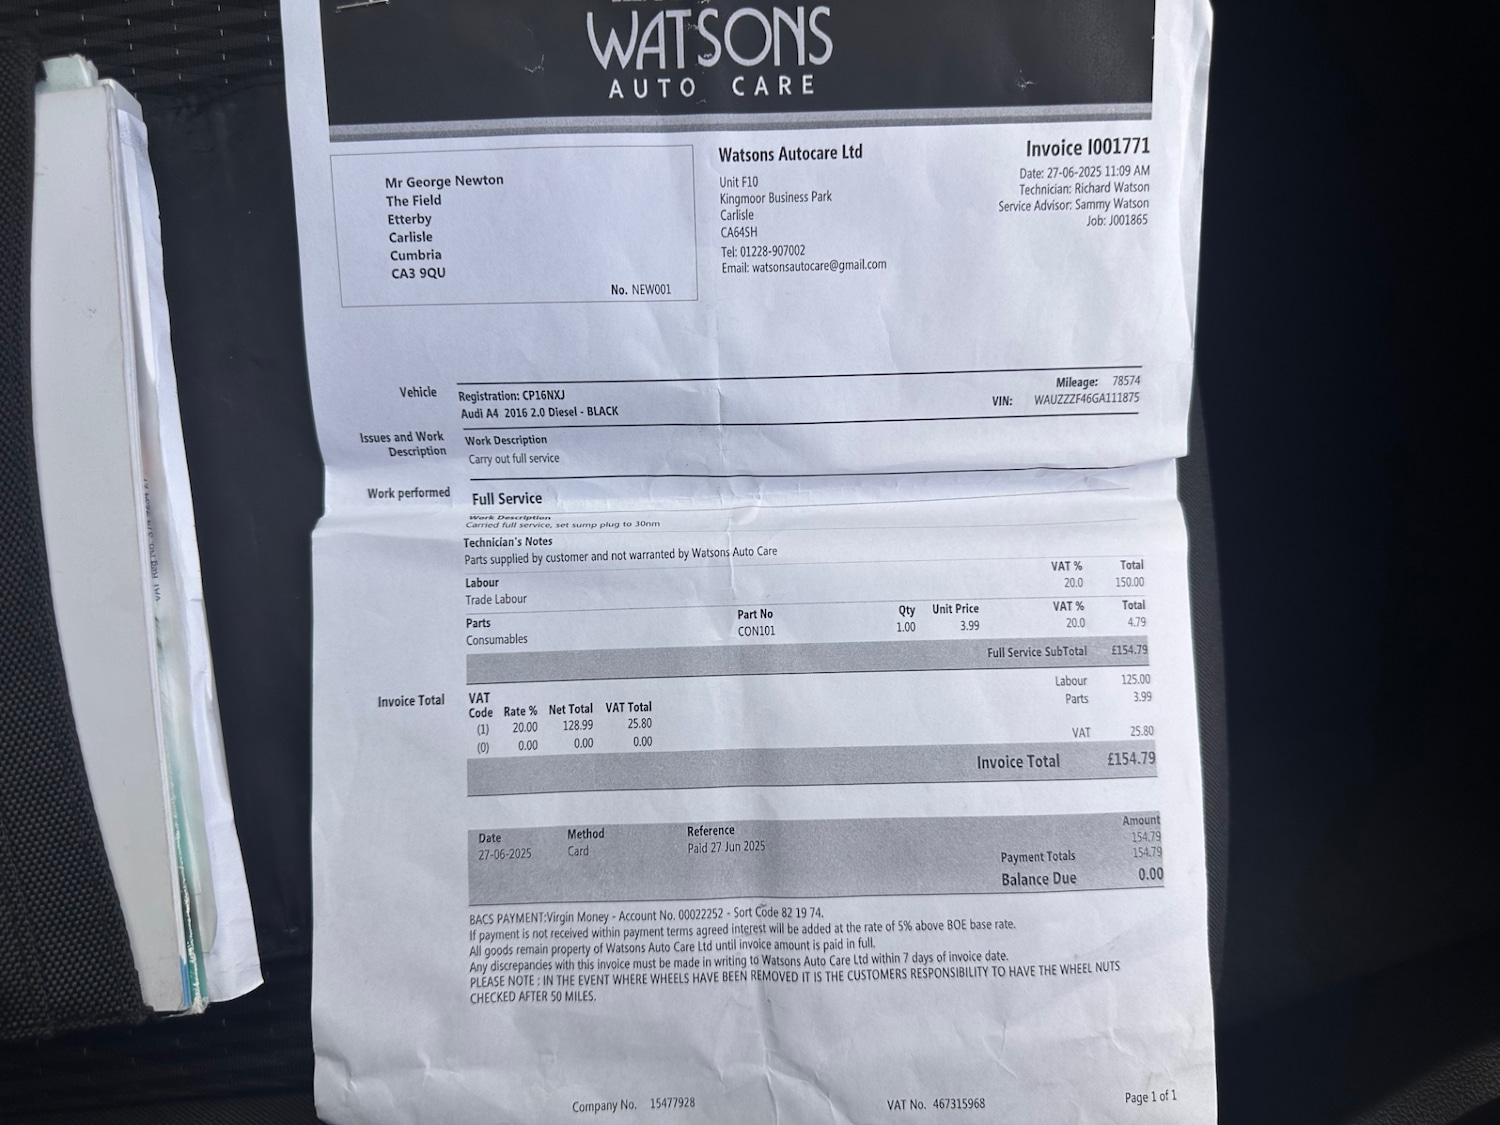 WATSONS
AUTO CARE
Mr George Newton
The Field
Etterby
Carlisle
Cumbria
CA3 9QU
No. NEW001
Watsons Autocare Ltd
Unit F10
Kingmoor Business Park
Carlisle
CA64SH
Tel: 01228-907002
Email: watsonsautocare@gmail.com
Invoice I001771
Date: 27-06-2025 11:09 AM
Technician: Richard Watson
Service Advisor: Sammy Watson
Job: J001865
Vehicle
Registration: CP16NXJ
Audi A4 2016 2.0 Diesel - BLACK
Mileage: 78574
VIN: WAUZZZF46GA111875
Issues and Work
Description
Work Description
Carry out full service
Work performed
Full Service
Work Description
Carried full service, set sump plug to 30nm
Technician's Notes
Parts supplied by customer and not warranted by Watsons Auto Care
Labour VAT % Total
Trade Labour 20.0 150.00
Parts Part No Qty Unit Price VAT % Total
Consumables CON101 1.00 3.99 20.0 4.79
Full Service SubTotal £154.79
Invoice Total
VAT
Code Rate % Net Total VAT Total
(1) 20.00 128.99 25.80
(0) 0.00 0.00 0.00
Labour 125.00
Parts 3.99
VAT 25.80
Invoice Total £154.79
Date Method Reference Amount
27-06-2025 Card Paid 27 Jun 2025 154.79
Payment Totals 154.79
Balance Due 0.00
BACS PAYMENT:Virgin Money - Account No. 00022252 - Sort Code 82 19 74.
If payment is not received within payment terms agreed interest will be added at the rate of 5% above BOE base rate.
All goods remain property of Watsons Auto Care Ltd until invoice amount is paid in full.
Any discrepancies with this invoice must be made in writing to Watsons Auto Care Ltd within 7 days of invoice date.
PLEASE NOTE : IN THE EVENT WHERE WHEELS HAVE BEEN REMOVED IT IS THE CUSTOMERS RESPONSIBILITY TO HAVE THE WHEEL NUTS
CHECKED AFTER 50 MILES.
Company No. 15477928
VAT No. 467315968
Page 1 of 1
VAT Reg No.